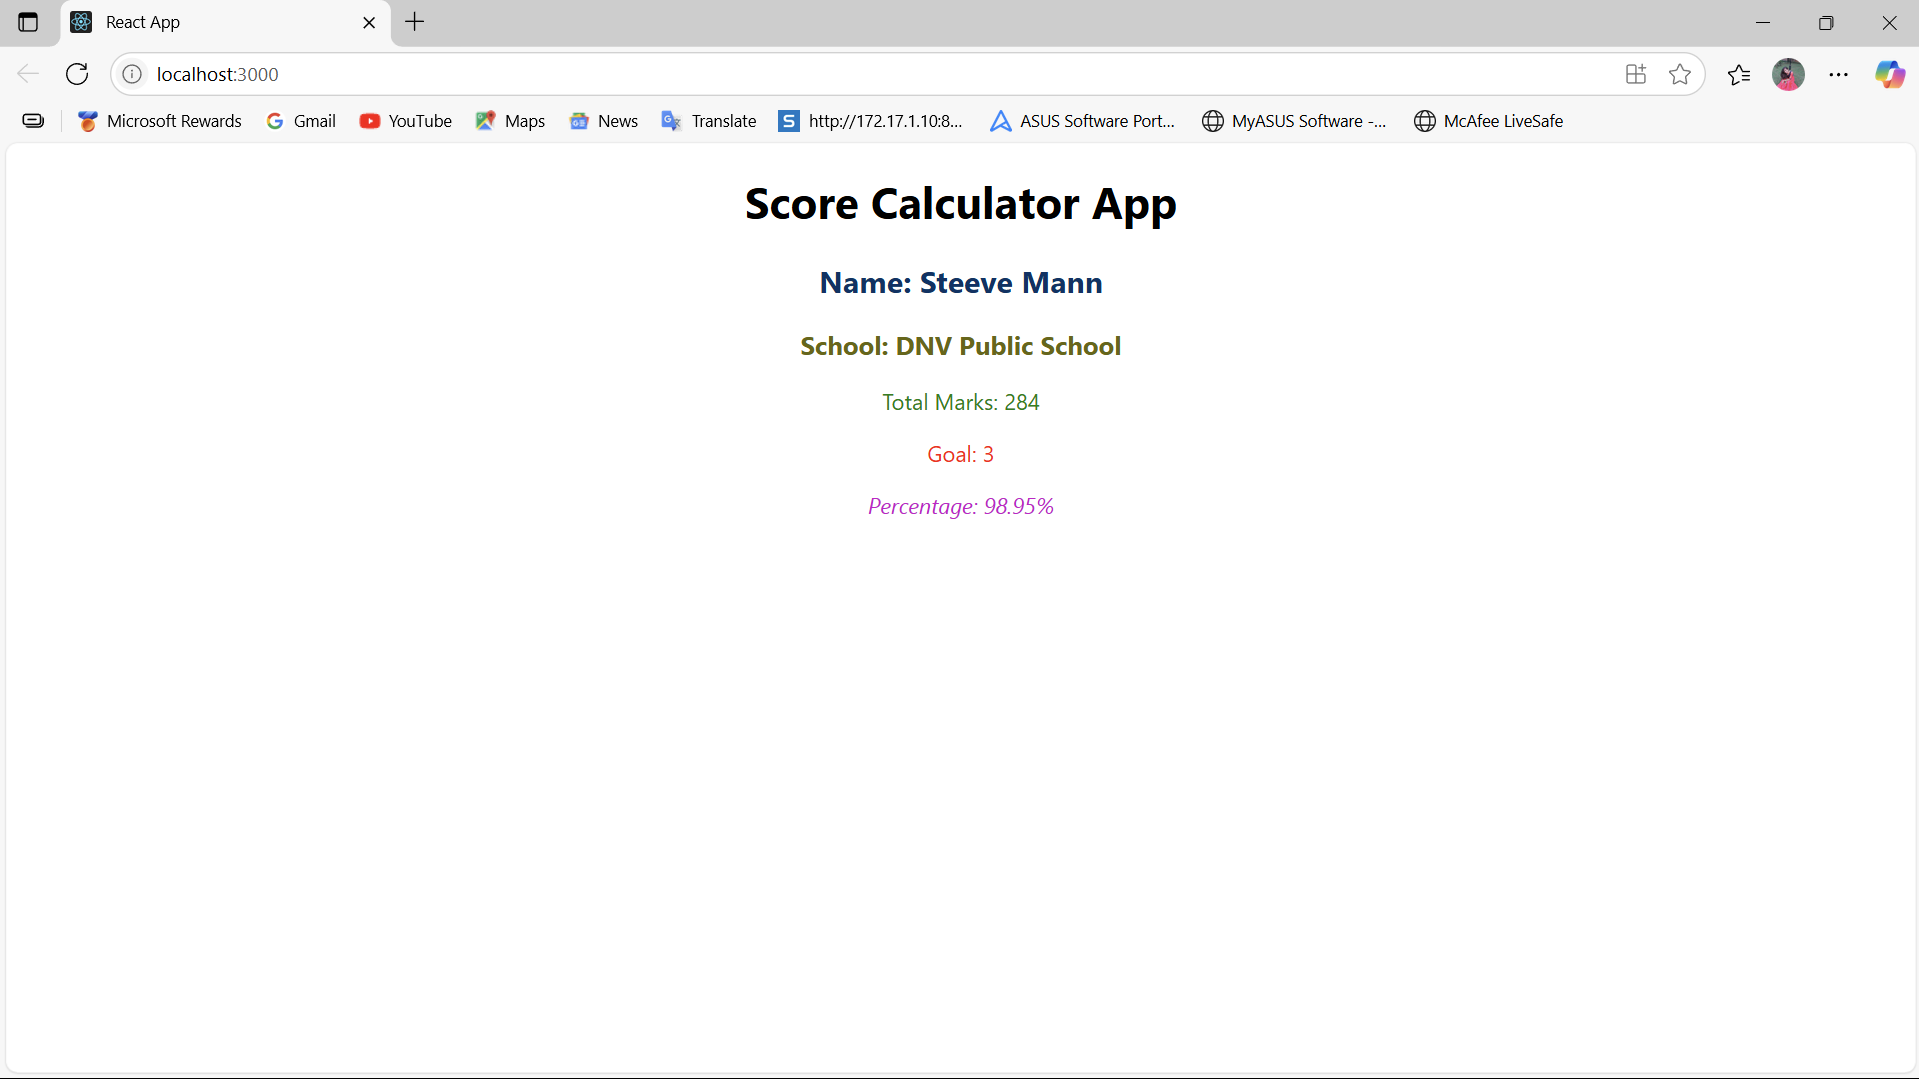 React App
localhost:3000
Microsoft Rewards Gmail YouTube Maps News Translate S http://172.17.1.10:8... ASUS Software Port... MyASUS Software -... McAfee LiveSafe
Score Calculator App
Name: Steeve Mann
School: DNV Public School
Total Marks: 284
Goal: 3
Percentage: 98.95%